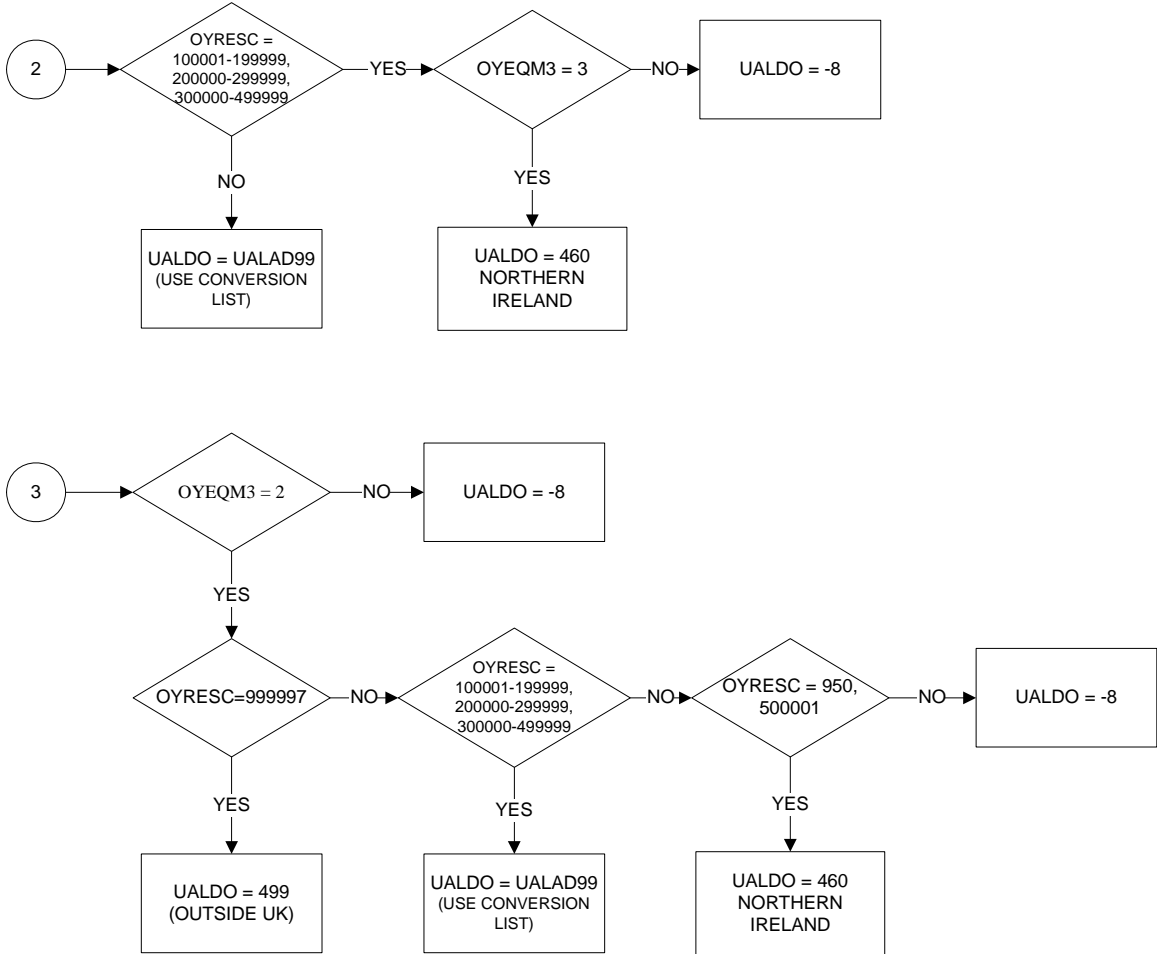 2
OYRESC =
100001-199999,
200000-299999,
300000-499999
YES
OYEQM3 = 3
NO
UALDO = -8
NO
YES
UALDO = UALAD99
(USE CONVERSION
LIST)
UALDO = 460
NORTHERN
IRELAND
3
OYEQM3 = 2
NO
UALDO = -8
YES
OYRESC=999997
NO
OYRESC =
100001-199999,
200000-299999,
300000-499999
NO
OYRESC = 950,
500001
NO
UALDO = -8
YES
YES
YES
UALDO = 499
(OUTSIDE UK)
UALDO = UALAD99
(USE CONVERSION
LIST)
UALDO = 460
NORTHERN
IRELAND